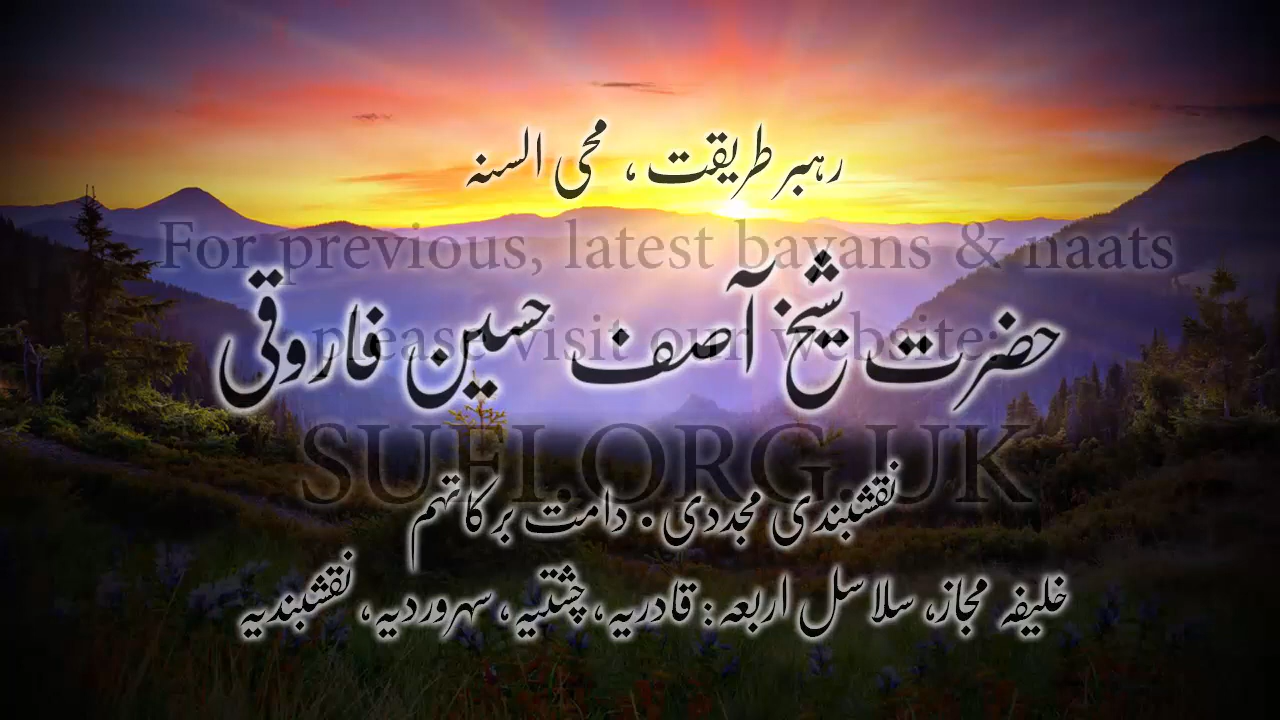 رہبر طریقت، محی السنہ
For previous, latest bayans & naats
حضرت شیخ آصف حسین فاروقی
please visit our website:
SUFI.ORG.UK
نقشبندی مجددی . دامت برکاتہم
خلیفہ مجاز، سلاسل اربعہ: قادریہ، چشتیہ، سہروردیہ، نقشبندیہ